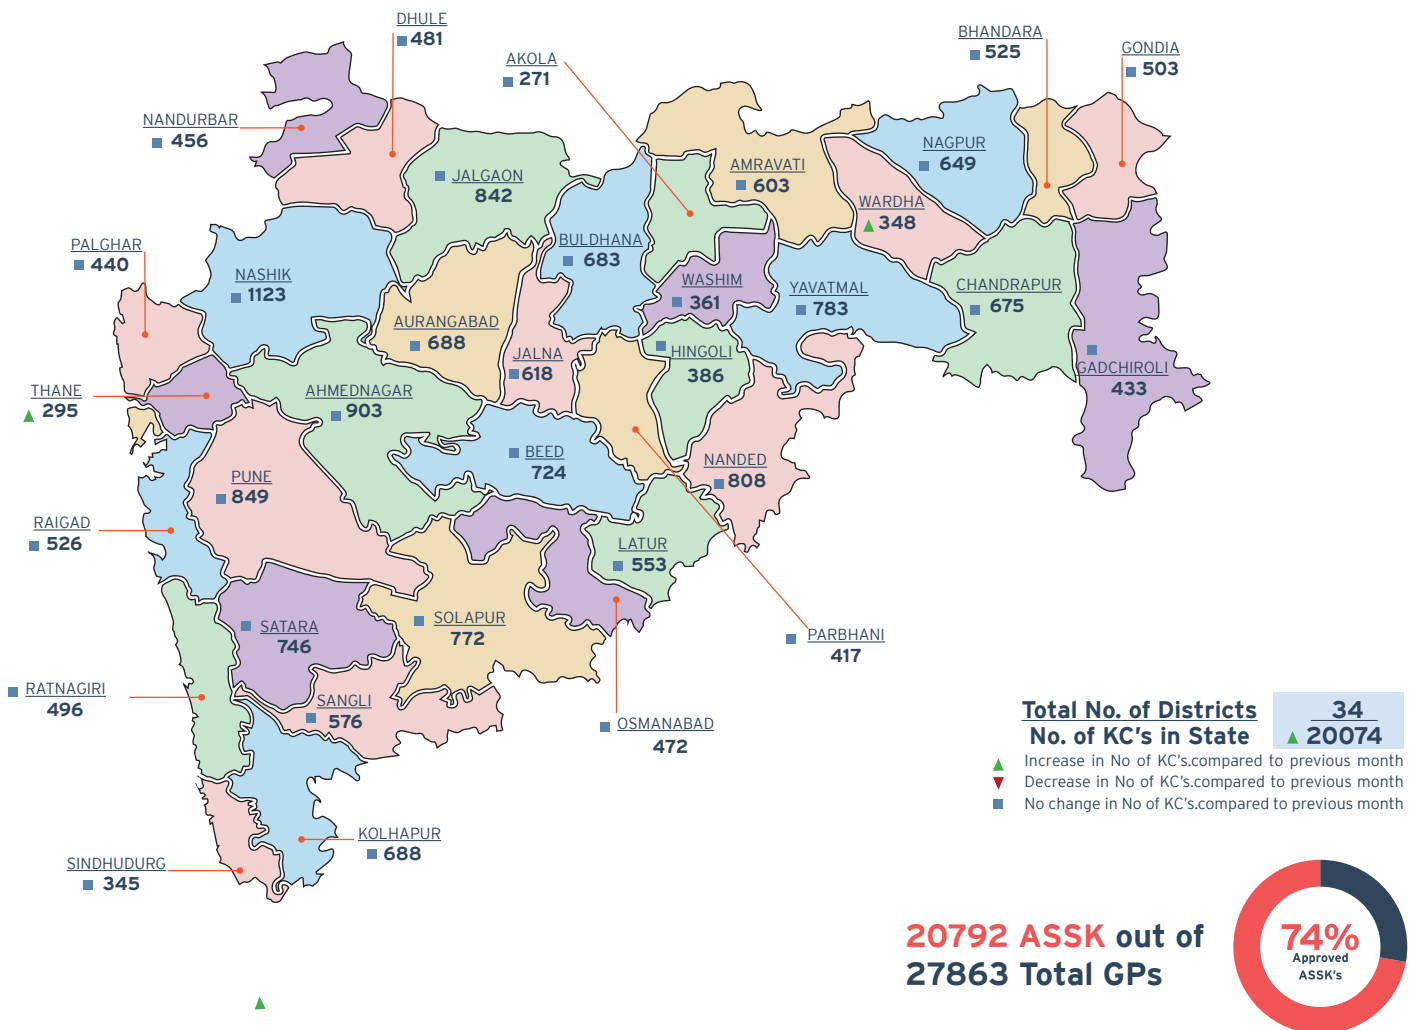 DHULE
481
BHANDARA
525
GONDIA
503
AKOLA
271
NANDURBAR
456
NAGPUR
649
AMRAVATI
603
JALGAON
842
WARDHA
348
PALGHAR
440
BULDHANA
683
NASHIK
1123
WASHIM
361
YAVATMAL
783
CHANDRAPUR
675
AURANGABAD
688
JALNA
618
HINGOLI
386
GADCHIROLI
433
THANE
295
AHMEDNAGAR
903
BEED
724
NANDED
808
PUNE
849
RAIGAD
526
LATUR
553
SATARA
746
SOLAPUR
772
PARBHANI
417
RATNAGIRI
496
SANGLI
576
OSMANABAD
472
KOLHAPUR
688
SINDHUDURG
345
Total No. of Districts 34
No. of KC's in State 20074
Increase in No of KC's.compared to previous month
Decrease in No of KC's.compared to previous month
No change in No of KC's.compared to previous month
20792 ASSK out of
27863 Total GPs
74%
Approved
ASSK's